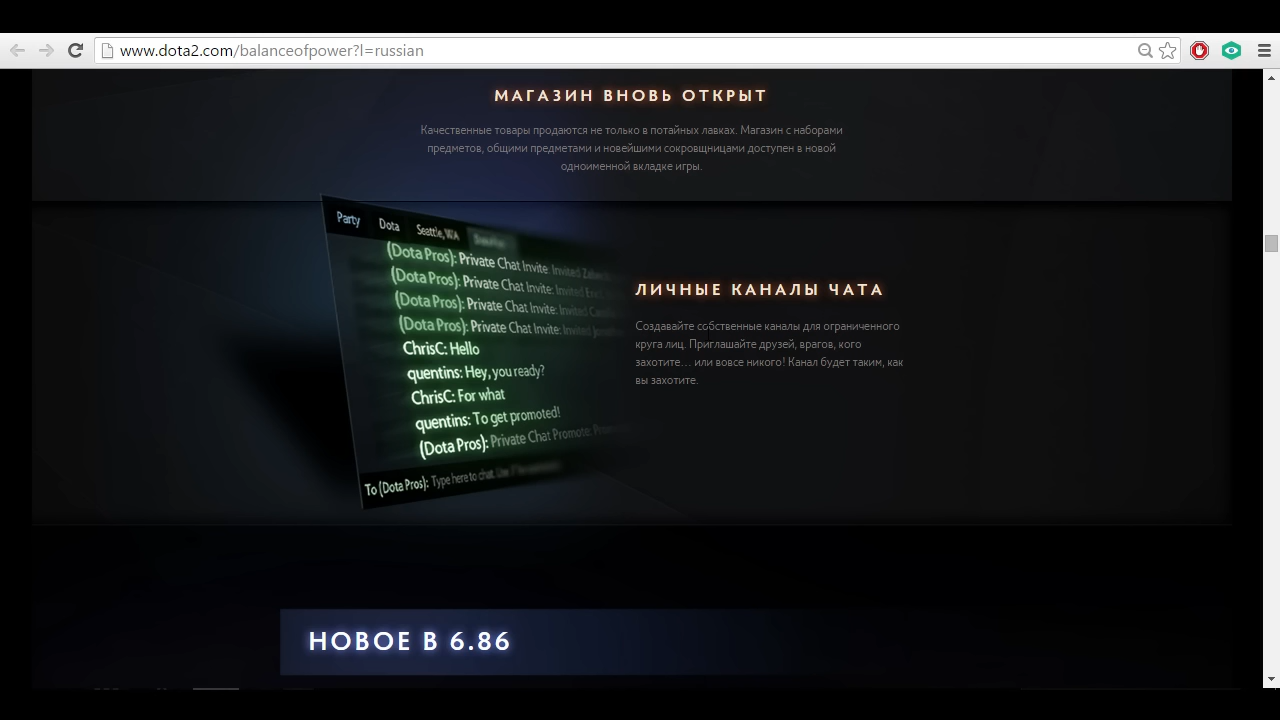 www.dota2.com/balanceofpower?l=russian
МАГАЗИН ВНОВЬ ОТКРЫТ
Качественные товары продаются не только в потайных лавках. Магазин с наборами
предметов, общими предметами и новейшими сокровщницами доступен в новой
одноименной вкладке игры.
Party Dota Seattle, WA
(Dota Pros): Private Chat Invite: Invited
(Dota Pros): Private Chat Invite: Invited
(Dota Pros): Private Chat Invite: Invited
(Dota Pros): Private Chat Invite: Invited
ChrisC: Hello
quentins: Hey, you ready?
ChrisC: For what
quentins: To get promoted!
(Dota Pros): Private Chat Promote:
To (Dota Pros): Type here to chat.
ЛИЧНЫЕ КАНАЛЫ ЧАТА
Создавайте собственные каналы для ограниченного
круга лиц. Приглашайте друзей, врагов, кого
захотите... или вовсе никого! Канал будет таким, как
вы захотите.
НОВОЕ В 6.86